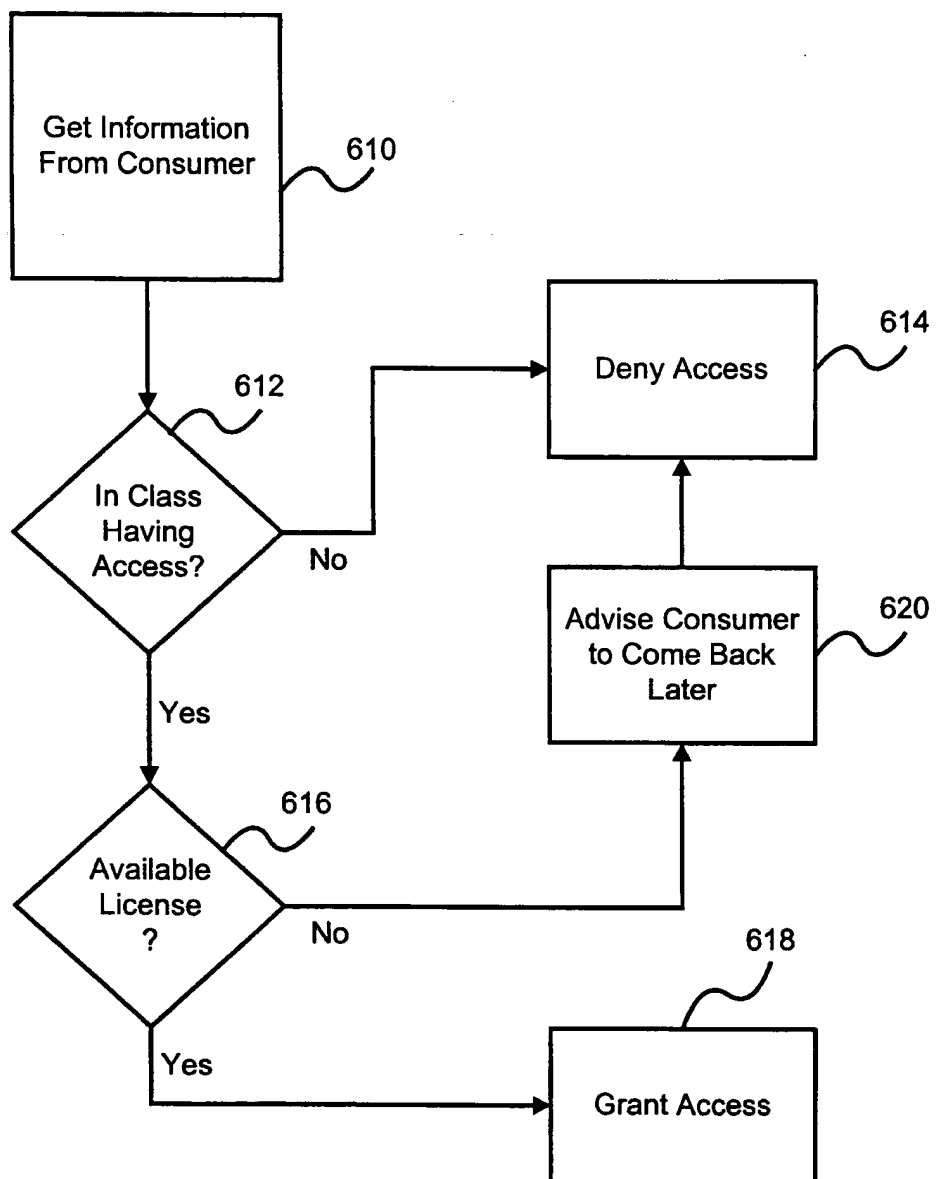 Get Information
From Consumer
610
614
Deny Access
612
In Class
Having
Access?
No
620
Advise Consumer
to Come Back
Later
Yes
616
Available
License
?
No
618
Yes
Grant Access